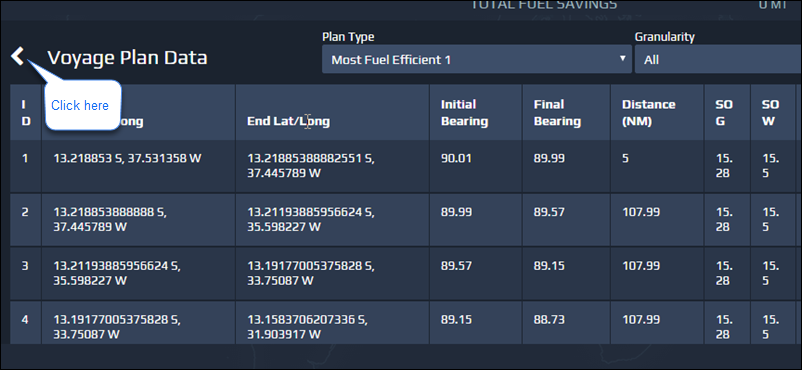 TOTAL FUEL SAVINGS
0 MT
Plan Type
Granularity
Voyage Plan Data
Most Fuel Efficient 1
All
Click here
I
D
ong
End Lat/Long
Initial
Bearing
Final
Bearing
Distance
(NM)
SO
G
SO
W
1
13.218853 S, 37.531358 W
13.21885388882551 S,
37.445789 W
90.01
89.99
5
15.
28
15.
5
2
13.218853888888 S,
37.445789 W
13.21193885956624 S,
35.598227 W
89.99
89.57
107.99
15.
28
15.
5
3
13.21193885956624 S,
35.598227 W
13.19177005375828 S,
33.75087 W
89.57
89.15
107.99
15.
28
15.
5
4
13.19177005375828 S,
33.75087 W
13.1583706207336 S,
31.903917 W
89.15
88.73
107.99
15.
28
15.
5